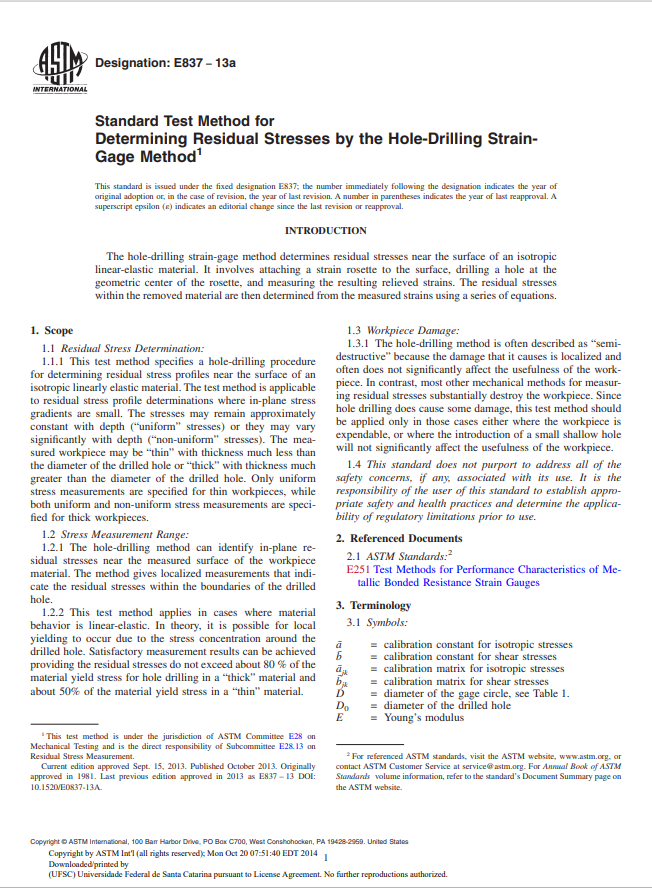 ASTM
INTERNATIONAL
Designation: E837 – 13a
Standard Test Method for
Determining Residual Stresses by the Hole-Drilling Strain-
Gage Method1
This standard is issued under the fixed designation E837; the number immediately following the designation indicates the year of
original adoption or, in the case of revision, the year of last revision. A number in parentheses indicates the year of last reapproval. A
superscript epsilon (ε) indicates an editorial change since the last revision or reapproval.
INTRODUCTION
The hole-drilling strain-gage method determines residual stresses near the surface of an isotropic
linear-elastic material. It involves attaching a strain rosette to the surface, drilling a hole at the
geometric center of the rosette, and measuring the resulting relieved strains. The residual stresses
within the removed material are then determined from the measured strains using a series of equations.
1. Scope
1.1 Residual Stress Determination:
1.1.1 This test method specifies a hole-drilling procedure
for determining residual stress profiles near the surface of an
isotropic linearly elastic material. The test method is applicable
to residual stress profile determinations where in-plane stress
gradients are small. The stresses may remain approximately
constant with depth (“uniform” stresses) or they may vary
significantly with depth (“non-uniform” stresses). The mea-
sured workpiece may be “thin” with thickness much less than
the diameter of the drilled hole or “thick” with thickness much
greater than the diameter of the drilled hole. Only uniform
stress measurements are specified for thin workpieces, while
both uniform and non-uniform stress measurements are speci-
fied for thick workpieces.
1.2 Stress Measurement Range:
1.2.1 The hole-drilling method can identify in-plane re-
sidual stresses near the measured surface of the workpiece
material. The method gives localized measurements that indi-
cate the residual stresses within the boundaries of the drilled
hole.
1.2.2 This test method applies in cases where material
behavior is linear-elastic. In theory, it is possible for local
yielding to occur due to the stress concentration around the
drilled hole. Satisfactory measurement results can be achieved
providing the residual stresses do not exceed about 80 % of the
material yield stress for hole drilling in a “thick” material and
about 50% of the material yield stress in a “thin” material.
1 This test method is under the jurisdiction of ASTM Committee E28 on
Mechanical Testing and is the direct responsibility of Subcommittee E28.13 on
Residual Stress Measurement.
Current edition approved Sept. 15, 2013. Published October 2013. Originally
approved in 1981. Last previous edition approved in 2013 as E837 – 13 DOI:
10.1520/E0837-13A.
1.3 Workpiece Damage:
1.3.1 The hole-drilling method is often described as “semi-
destructive” because the damage that it causes is localized and
often does not significantly affect the usefulness of the work-
piece. In contrast, most other mechanical methods for measur-
ing residual stresses substantially destroy the workpiece. Since
hole drilling does cause some damage, this test method should
be applied only in those cases either where the workpiece is
expendable, or where the introduction of a small shallow hole
will not significantly affect the usefulness of the workpiece.
1.4 This standard does not purport to address all of the
safety concerns, if any, associated with its use. It is the
responsibility of the user of this standard to establish appro-
priate safety and health practices and determine the applica-
bility of regulatory limitations prior to use.
2. Referenced Documents
2.1 ASTM Standards:2
E251 Test Methods for Performance Characteristics of Me-
tallic Bonded Resistance Strain Gauges
3. Terminology
3.1 Symbols:
ā = calibration constant for isotropic stresses
b̄ = calibration constant for shear stresses
ājk = calibration matrix for isotropic stresses
b̄jk = calibration matrix for shear stresses
D = diameter of the gage circle, see Table 1.
D0 = diameter of the drilled hole
E = Young’s modulus
2 For referenced ASTM standards, visit the ASTM website, www.astm.org, or
contact ASTM Customer Service at service@astm.org. For Annual Book of ASTM
Standards volume information, refer to the standard’s Document Summary page on
the ASTM website.
Copyright © ASTM International, 100 Barr Harbor Drive, PO Box C700, West Conshohocken, PA 19428-2959. United States
Copyright by ASTM Int'l (all rights reserved); Mon Oct 20 07:51:40 EDT 2014
1
Downloaded/printed by
(UFSC) Universidade Federal de Santa Catarina pursuant to License Agreement. No further reproductions authorized.